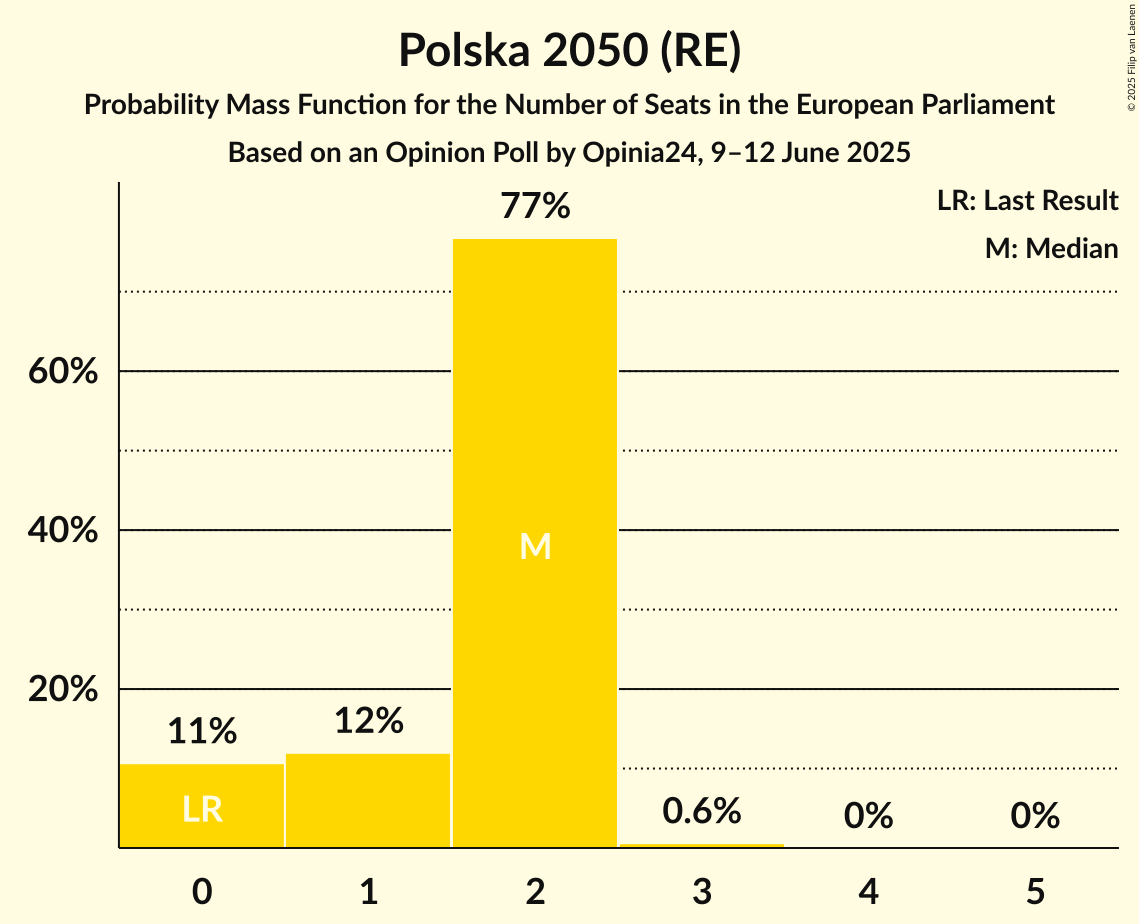 Polska 2050 (RE)
Probability Mass Function for the Number of Seats in the European Parliament
Based on an Opinion Poll by Opinia24, 9–12 June 2025
© 2025 Filip van Laenen
LR: Last Result
M: Median
77%
60%
40%
M
20%
11%
12%
LR
0.6%
0%
0%
0
1
2
3
4
5